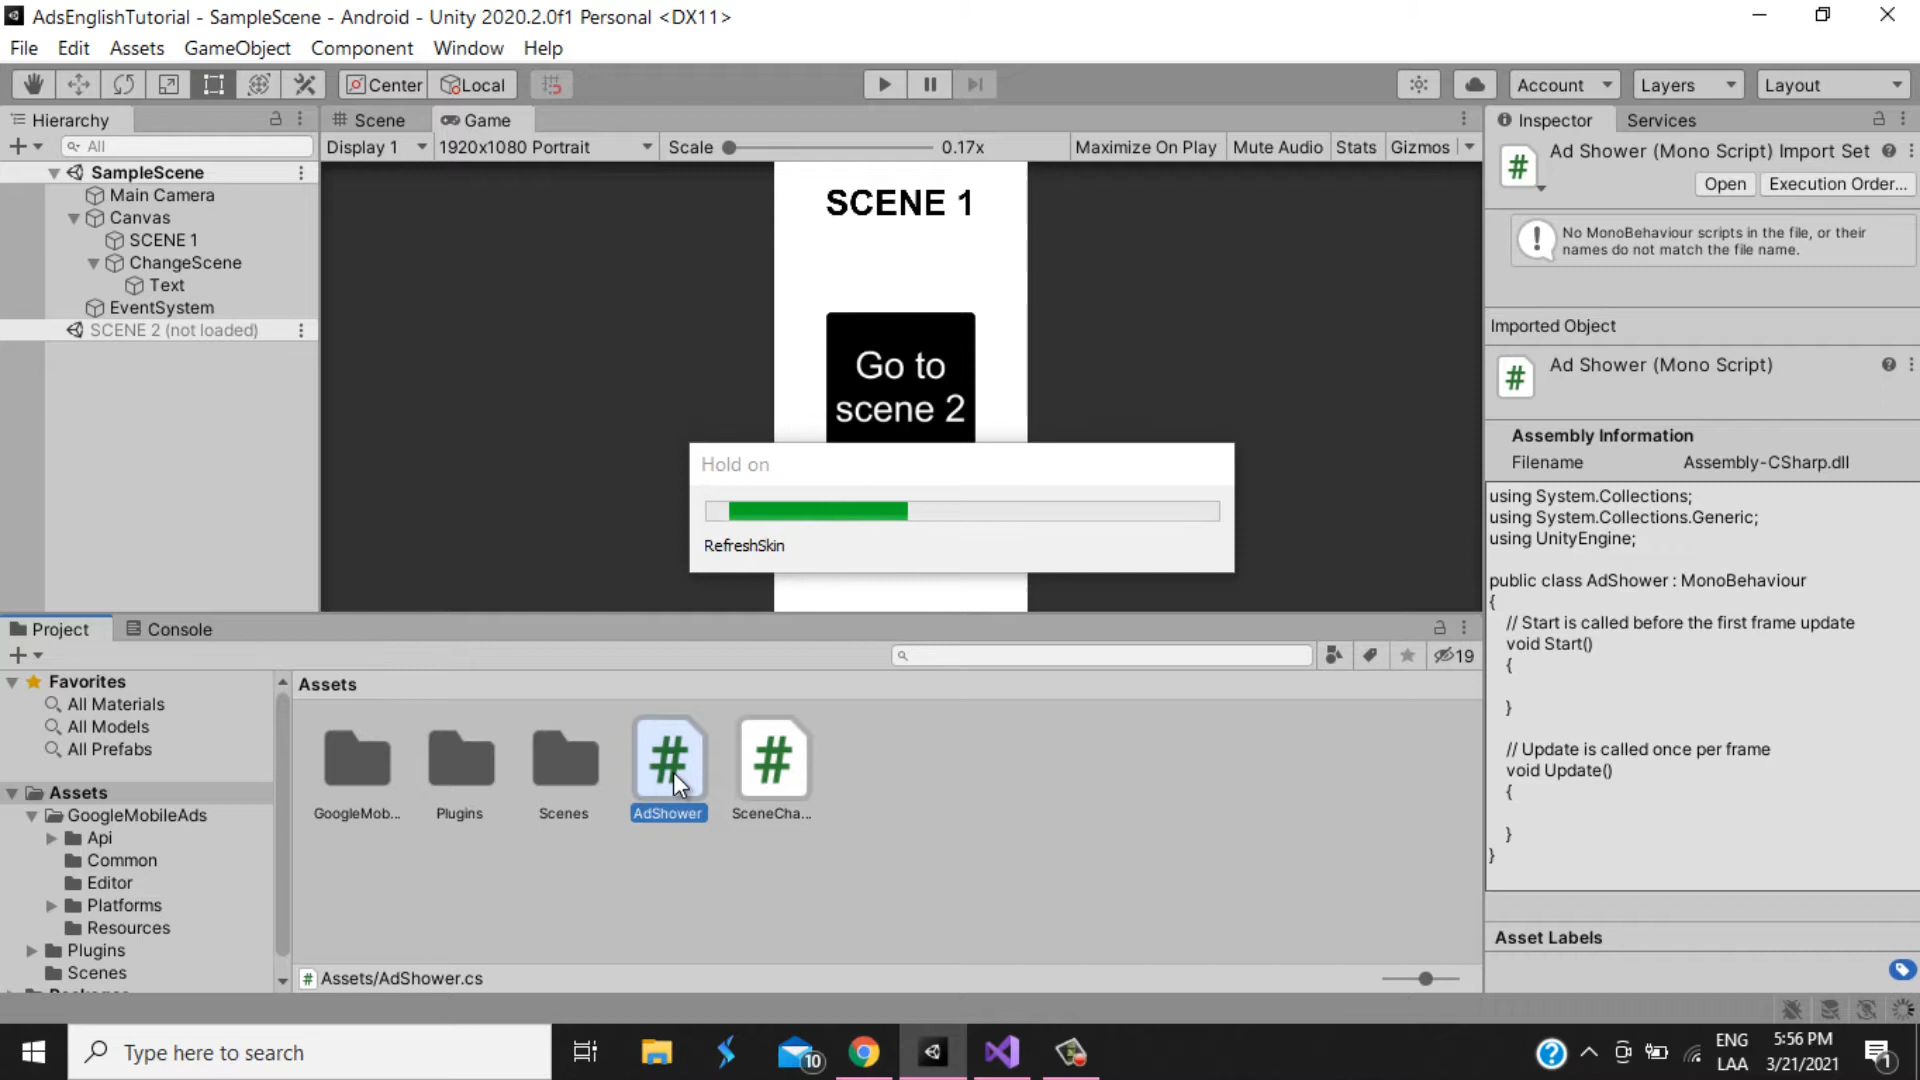 AdsEnglishTutorial - SampleScene - Android - Unity 2020.2.0f1 Personal <DX11>
File Edit Assets GameObject Component Window Help
Center Local Account Layers Layout
Hierarchy
All
SampleScene
Main Camera
Canvas
SCENE 1
ChangeScene
Text
EventSystem
SCENE 2 (not loaded)
Scene Game
Display 1 1920x1080 Portrait Scale 0.17x Maximize On Play Mute Audio Stats Gizmos
SCENE 1
Go to
scene 2
Hold on
RefreshSkin
Inspector Services
Ad Shower (Mono Script) Import Set
Open Execution Order...
No MonoBehaviour scripts in the file, or their
names do not match the file name.
Imported Object
Ad Shower (Mono Script)
Assembly Information
Filename Assembly-CSharp.dll
using System.Collections;
using System.Collections.Generic;
using UnityEngine;
public class AdShower : MonoBehaviour
{
// Start is called before the first frame update
void Start()
{
}
// Update is called once per frame
void Update()
{
}
}
Asset Labels
Project Console
19
Favorites
All Materials
All Models
All Prefabs
Assets
GoogleMobileAds
Api
Common
Editor
Platforms
Resources
Plugins
Scenes
Assets
GoogleMob...
Plugins
Scenes
AdShower
SceneCha...
Assets/AdShower.cs
Type here to search
10
ENG
LAA
5:56 PM
3/21/2021
1